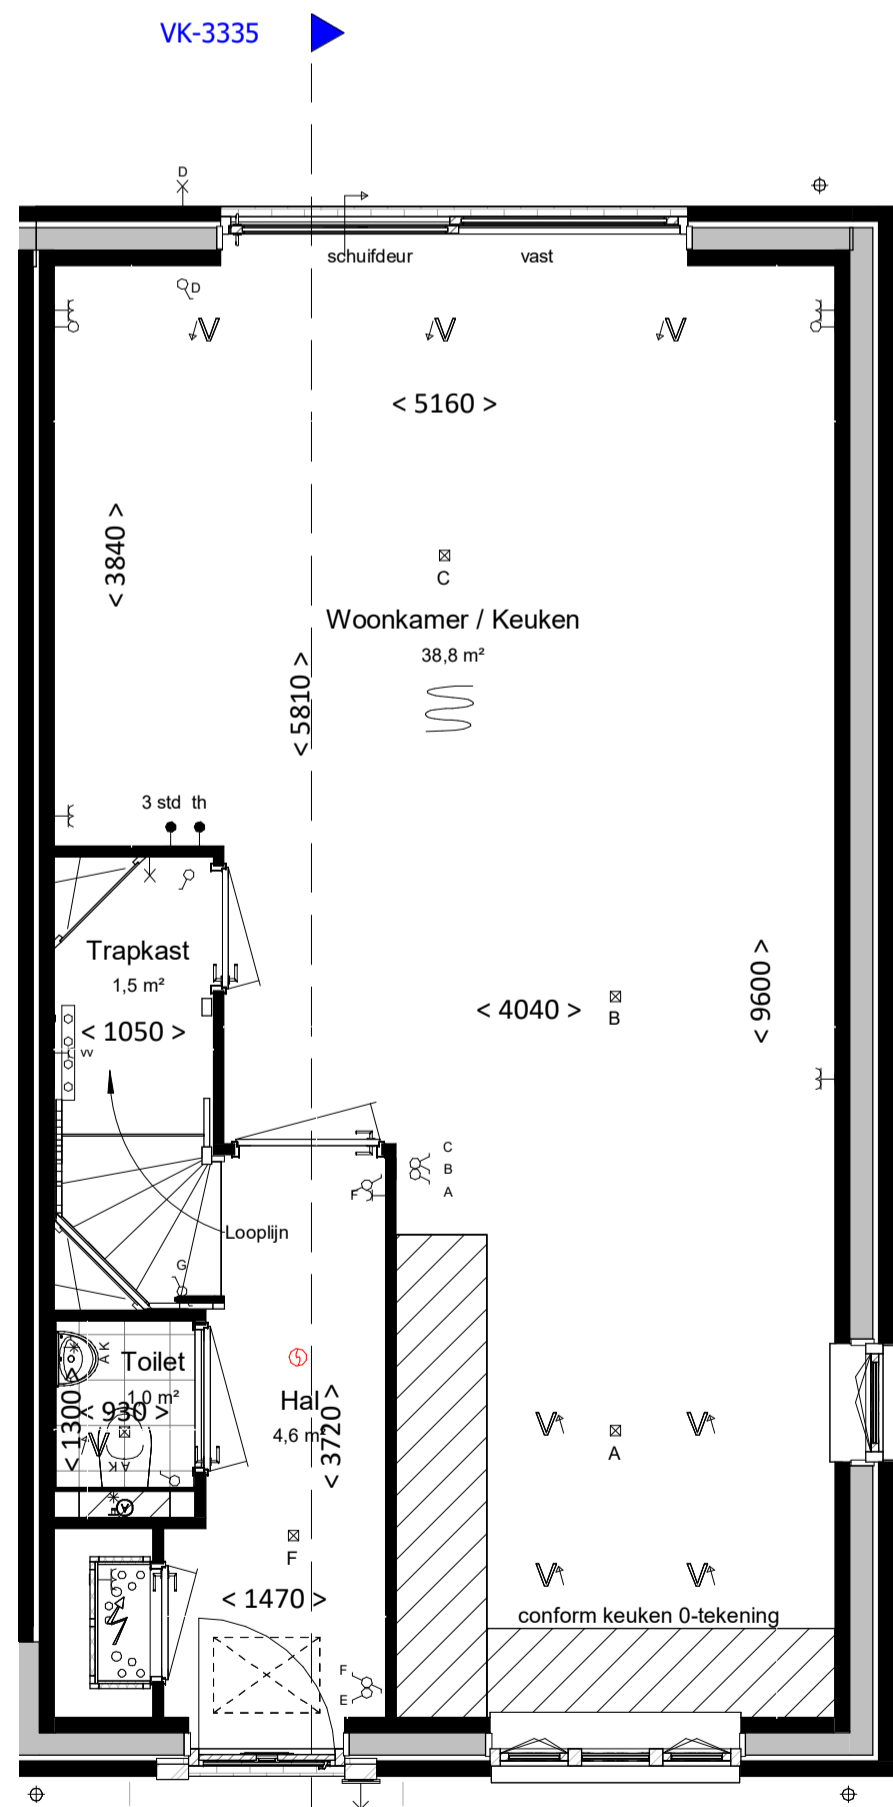 VK-3335
D
schuifdeur
vast
D
< 5160 >
< 3840 >
C
Woonkamer / Keuken
38,8 m²
< 5810 >
3 std th
Trapkast
1,5 m²
< 1050 >
vv
< 4040 >
B
< 9600 >
C
B
A
F
Looplijn
G
A K
Toilet
1,0 m²
< 930 >
< 1300 >
A K
Hal
4,6 m²
< 3720 >
A
F
< 1470 >
conform keuken 0-tekening
F
E